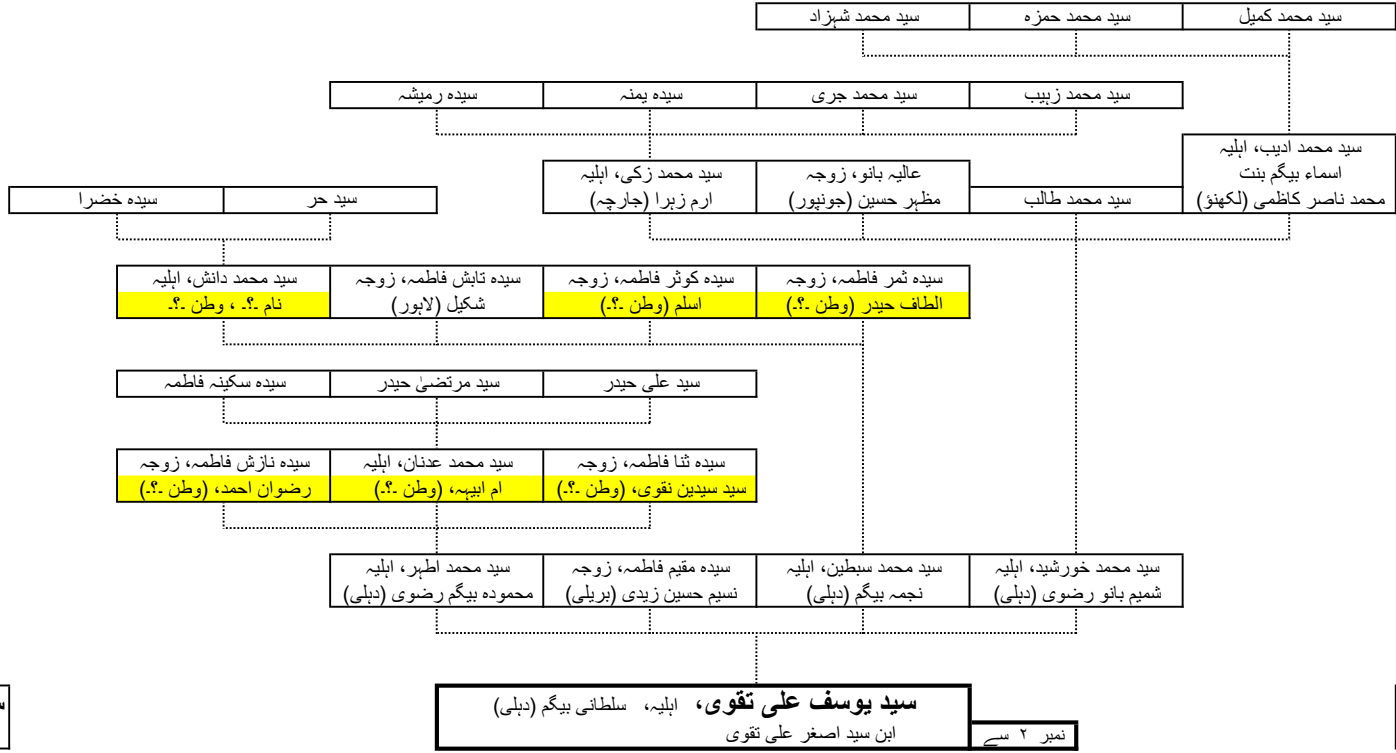 سید محمد کمیل
سید محمد حمزہ
سید محمد شہزاد
سید محمد زہیب
سید محمد جری
سیدہ یمنہ
سیدہ رمیشہ
سید محمد ادیب، اہلیہ
اسماء بیگم بنت
محمد ناصر کاظمی (لکھنؤ)
سید محمد طالب
عالیہ بانو، زوجہ
مظہر حسین (جونپور)
سید محمد زکی، اہلیہ
ارم زہرا (جارچہ)
سید حر
سیدہ خضرا
سیدہ ثمر فاطمہ، زوجہ
الطاف حیدر (وطن ۔؟۔)
سیدہ کوثر فاطمہ، زوجہ
اسلم (وطن ۔؟۔)
سیدہ تابش فاطمہ، زوجہ
شکیل (لاہور)
سید محمد دانش، اہلیہ
نام ۔؟۔ ، وطن ۔؟۔
سید علی حیدر
سید مرتضیٰ حیدر
سیدہ سکینہ فاطمہ
سیدہ ثنا فاطمہ، زوجہ
سید سیدین نقوی، (وطن ۔؟۔)
سید محمد عدنان، اہلیہ
ام ابیہہ، (وطن ۔؟۔)
سیدہ نازش فاطمہ، زوجہ
رضوان احمد، (وطن ۔؟۔)
سید محمد خورشید، اہلیہ
شمیم بانو رضوی (دہلی)
سید محمد سبطین، اہلیہ
نجمہ بیگم (دہلی)
سیدہ مقیم فاطمہ، زوجہ
نسیم حسین زیدی (بریلی)
سید محمد اطہر، اہلیہ
محمودہ بیگم رضوی (دہلی)
سید یوسف علی تقوی، اہلیہ، سلطانی بیگم (دہلی)
ابن سید اصغر علی تقوی
نمبر ۲ سے